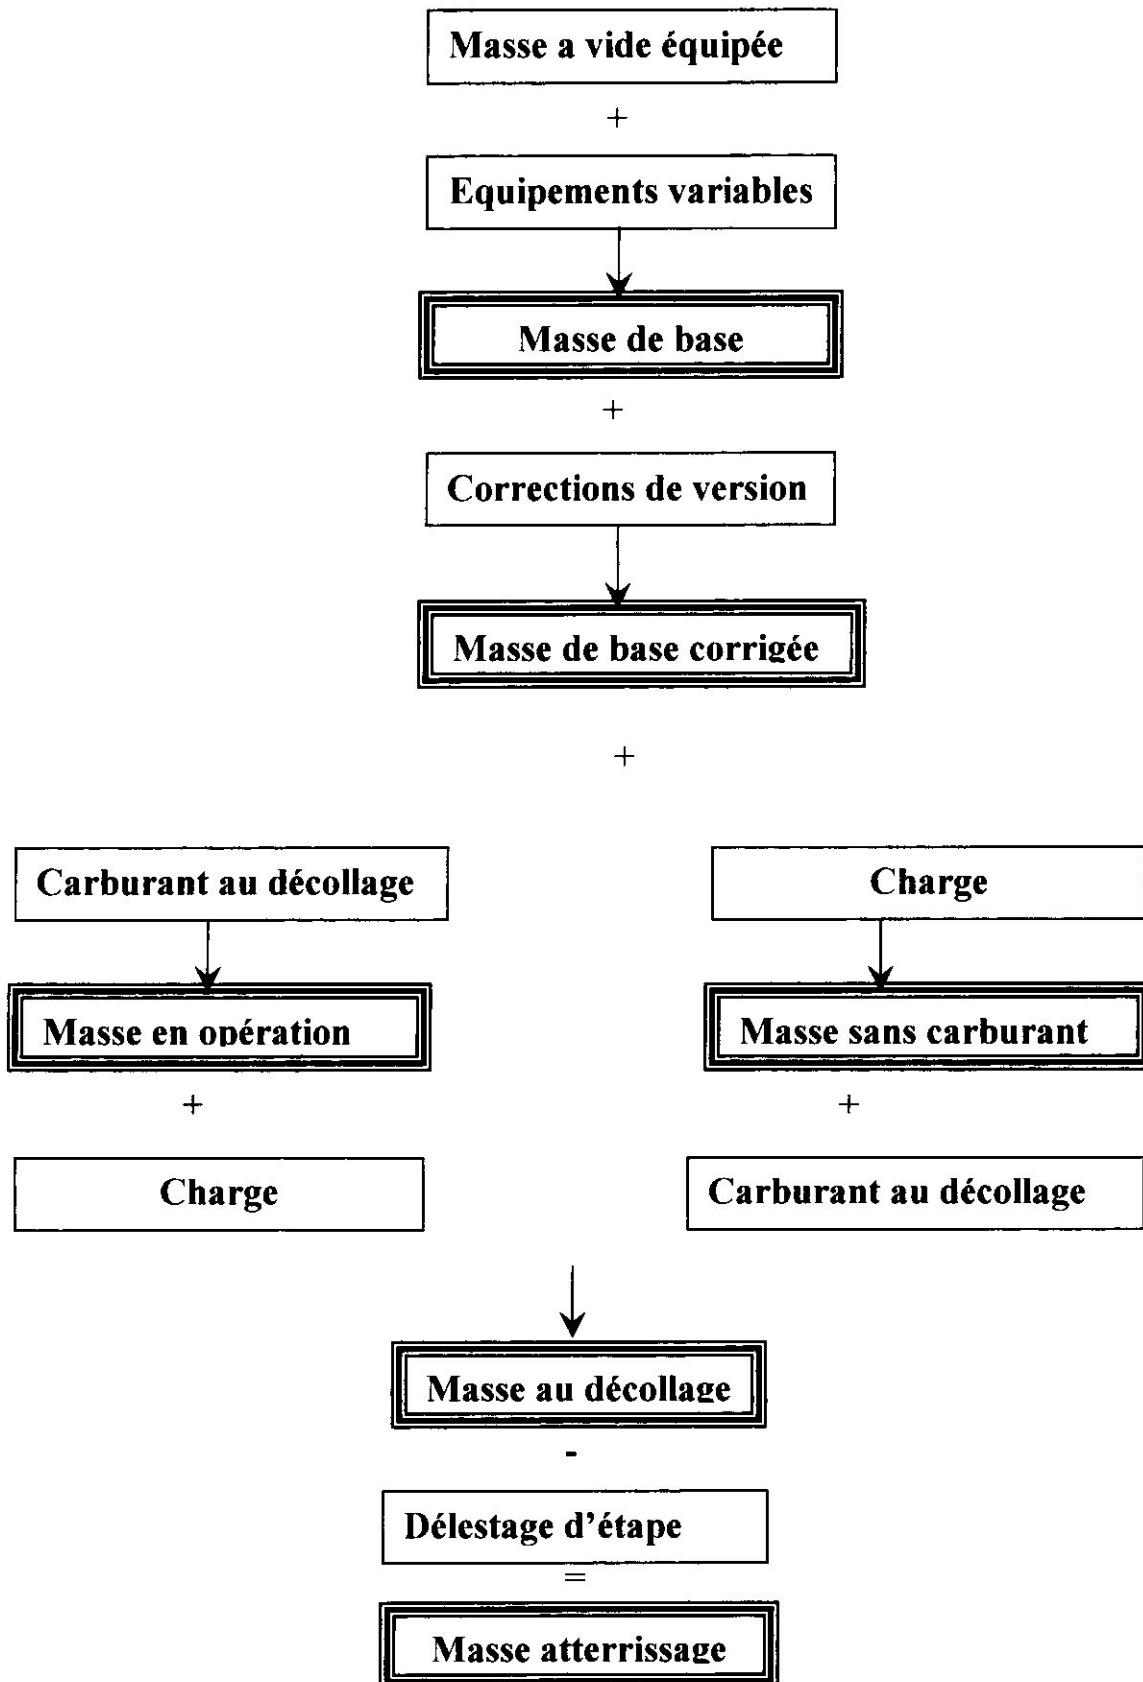 Masse a vide équipée
+
Equipements variables
Masse de base
+
Corrections de version
Masse de base corrigée
+
Carburant au décollage
Charge
Masse en opération
Masse sans carburant
+
+
Charge
Carburant au décollage
Masse au décollage
-
Délestage d'étape
=
Masse atterrissage